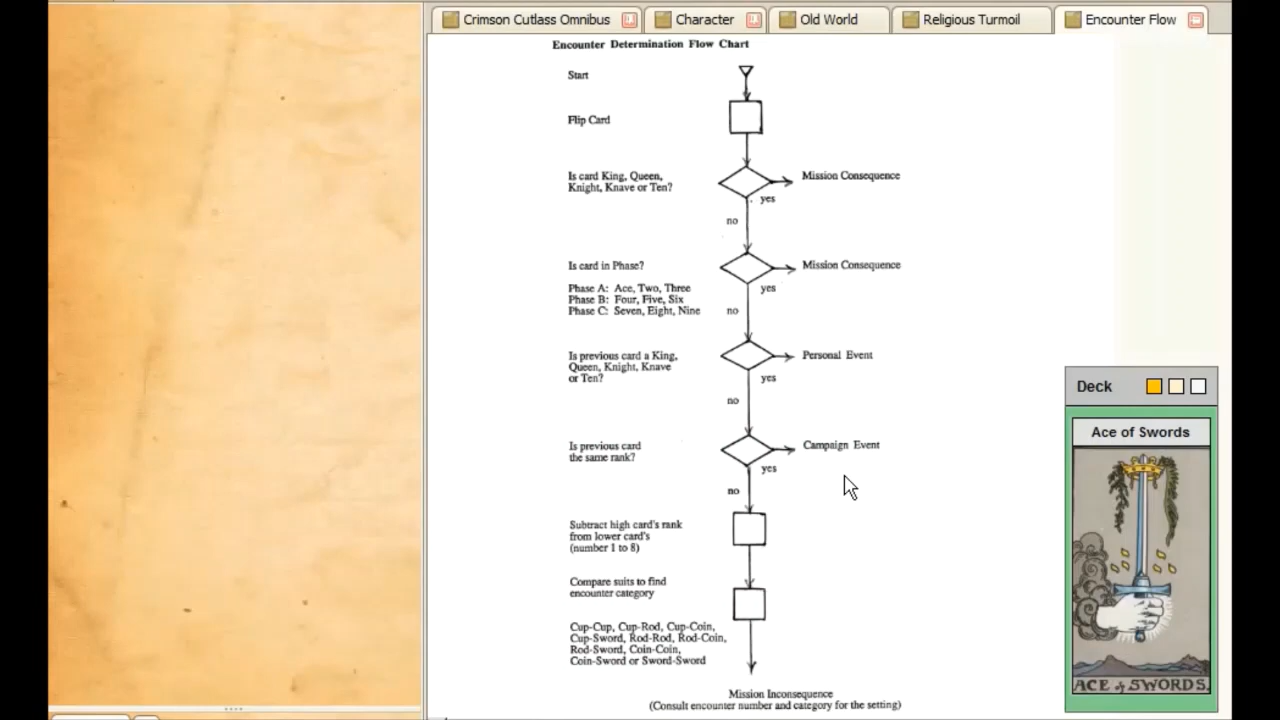 Crimson Cutlass Omnibus
Character
Old World
Religious Turmoil
Encounter Flow
Encounter Determination Flow Chart
Start
Flip Card
Is card King, Queen,
Knight, Knave or Ten?
Mission Consequence
yes
no
Is card in Phase?
Mission Consequence
Phase A: Ace, Two, Three
Phase B: Four, Five, Six
Phase C: Seven, Eight, Nine
yes
no
Is previous card a King,
Queen, Knight, Knave
or Ten?
Personal Event
yes
no
Is previous card
the same rank?
Campaign Event
yes
no
Subtract high card's rank
from lower card's
(number 1 to 8)
Compare suits to find
encounter category
Cup-Cup, Cup-Rod, Cup-Coin,
Cup-Sword, Rod-Rod, Rod-Coin,
Rod-Sword, Coin-Coin,
Coin-Sword or Sword-Sword
Mission Inconsequence
(Consult encounter number and category for the setting)
Deck
Ace of Swords
ACE of SWORDS.